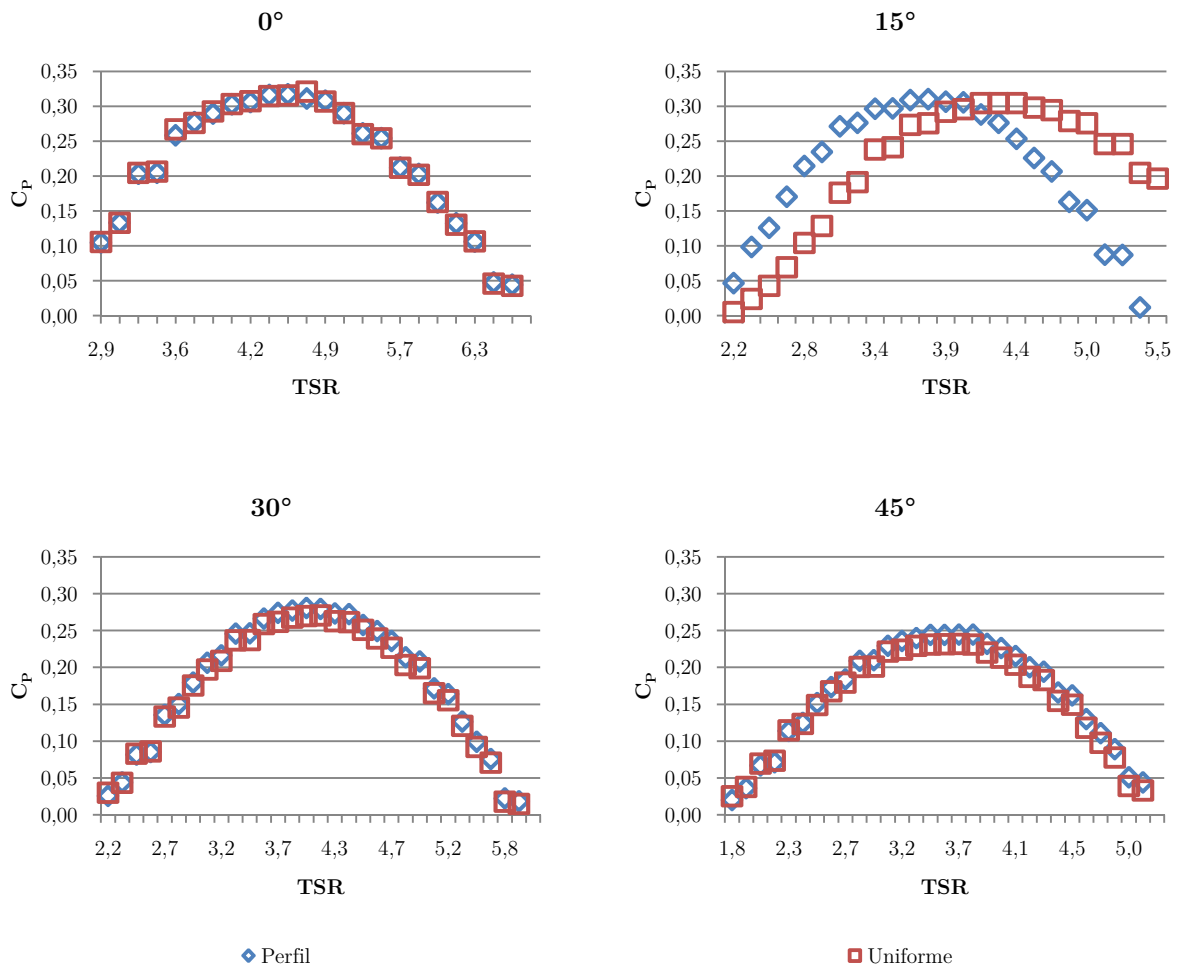 0°
0,35
0,30
0,25
0,20
0,15
0,10
0,05
0,00
C_P
2,9 3,6 4,2 4,9 5,7 6,3
TSR
15°
0,35
0,30
0,25
0,20
0,15
0,10
0,05
0,00
C_P
2,2 2,8 3,4 3,9 4,4 5,0 5,5
TSR
30°
0,35
0,30
0,25
0,20
0,15
0,10
0,05
0,00
C_P
2,2 2,7 3,2 3,7 4,3 4,7 5,2 5,8
TSR
45°
0,35
0,30
0,25
0,20
0,15
0,10
0,05
0,00
C_P
1,8 2,3 2,7 3,2 3,7 4,1 4,5 5,0
TSR
Perfil
Uniforme